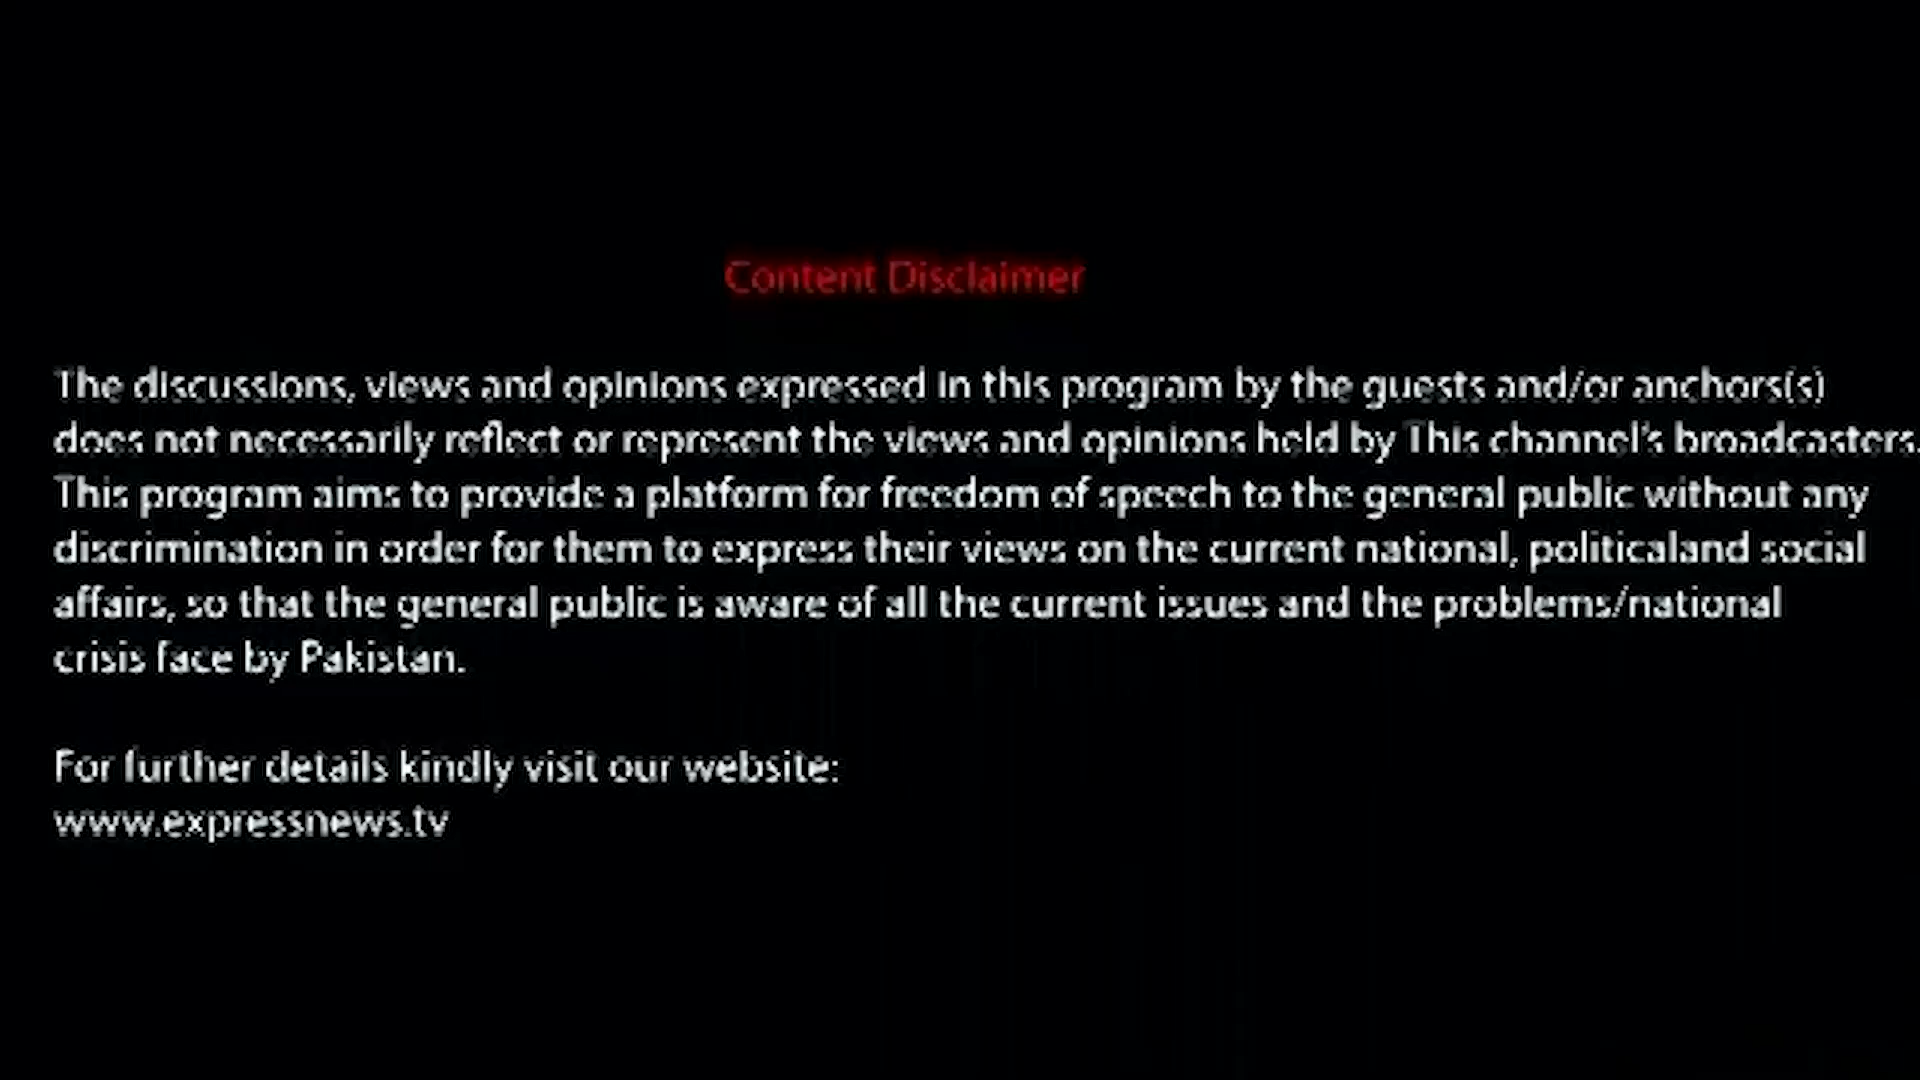 Content Disclaimer
The discussions, views and opinions expressed in this program by the guests and/or anchors(s)
does not necessarily reflect or represent the views and opinions held by This channel's broadcasters.
This program aims to provide a platform for freedom of speech to the general public without any
discrimination in order for them to express their views on the current national, politicaland social
affairs, so that the general public is aware of all the current issues and the problems/national
crisis face by Pakistan.
For further details kindly visit our website:
www.expressnews.tv